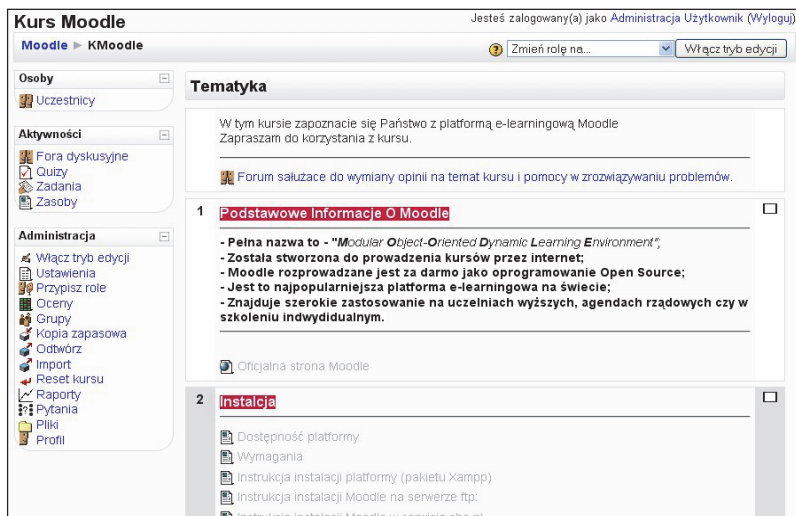 Kurs Moodle
Jesteś zalogowany(a) jako Administracja Użytkownik (Wyloguj)
Moodle ► KMoodle
Zmień rolę na...
Włącz tryb edycji
Osoby
Uczestnicy
Aktywności
Fora dyskusyjne
Quizy
Zadania
Zasoby
Administracja
Włącz tryb edycji
Ustawienia
Przypisz role
Oceny
Grupy
Kopia zapasowa
Odtwórz
Import
Reset kursu
Raporty
Pytania
Pliki
Profil
Tematyka
W tym kursie zapoznacie się Państwo z platformą e-learningową Moodle
Zapraszam do korzystania z kursu.
Forum sałużace do wymiany opinii na temat kursu i pomocy w zrozwiązywaniu problemów.
1 Podstawowe Informacje O Moodle
- Pełna nazwa to - "Modular Object-Oriented Dynamic Learning Environment";
- Została stworzona do prowadzenia kursów przez internet;
- Moodle rozprowadzane jest za darmo jako oprogramowanie Open Source;
- Jest to najpopularniejsza platforma e-learningowa na świecie;
- Znajduje szerokie zastosowanie na uczelniach wyższych, agendach rządowych czy w
szkoleniu indwydidualnym.
Oficjalna strona Moodle
2 Instalcja
Dostępność platformy
Wymagania
Instrukcja instalacji platformy (pakietu Xampp)
Instrukcja instalacji Moodle na serwerze ftp: